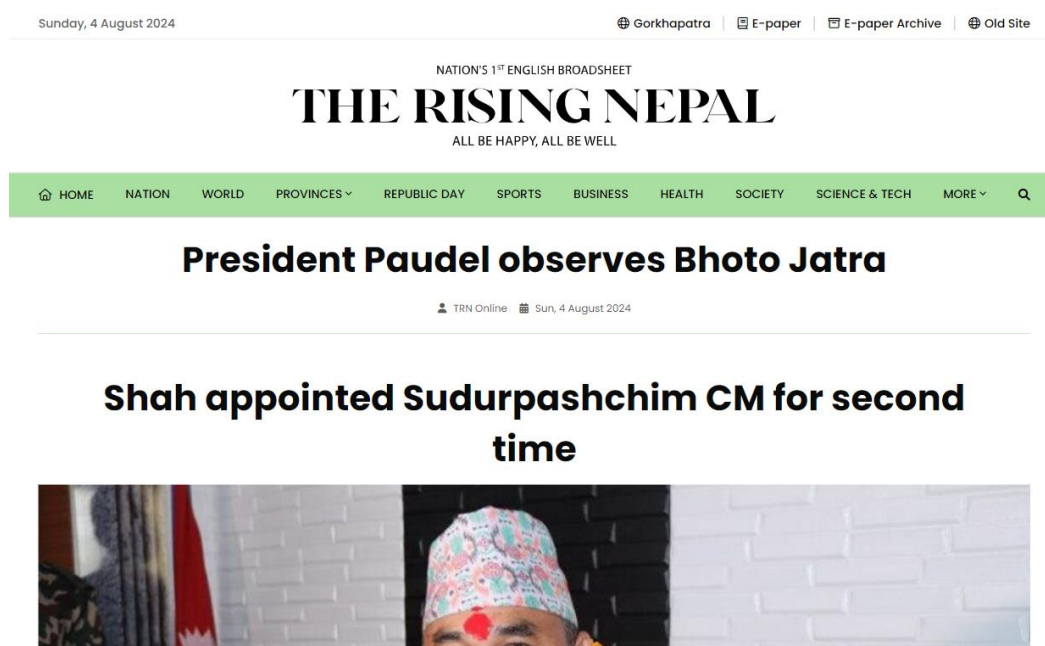 Sunday, 4 August 2024
Gorkhapatra E-paper E-paper Archive Old Site
NATION'S 1ST ENGLISH BROADSHEET
THE RISING NEPAL
ALL BE HAPPY, ALL BE WELL
HOME NATION WORLD PROVINCES REPUBLIC DAY SPORTS BUSINESS HEALTH SOCIETY SCIENCE & TECH MORE
President Paudel observes Bhoto Jatra
TRN Online Sun, 4 August 2024
Shah appointed Sudurpashchim CM for second
time